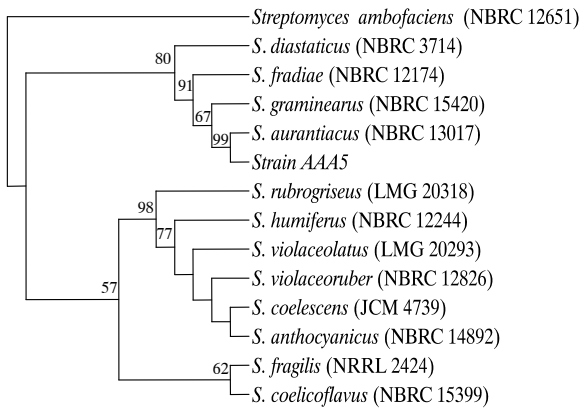 Streptomyces ambofaciens (NBRC 12651)
S. diastaticus (NBRC 3714)
80
S. fradiae (NBRC 12174)
91
S. graminearus (NBRC 15420)
67
S. aurantiacus (NBRC 13017)
99
Strain AAA5
S. rubrogriseus (LMG 20318)
98
S. humiferus (NBRC 12244)
77
S. violaceolatus (LMG 20293)
S. violaceoruber (NBRC 12826)
57
S. coelescens (JCM 4739)
S. anthocyanicus (NBRC 14892)
S. fragilis (NRRL 2424)
62
S. coelicoflavus (NBRC 15399)